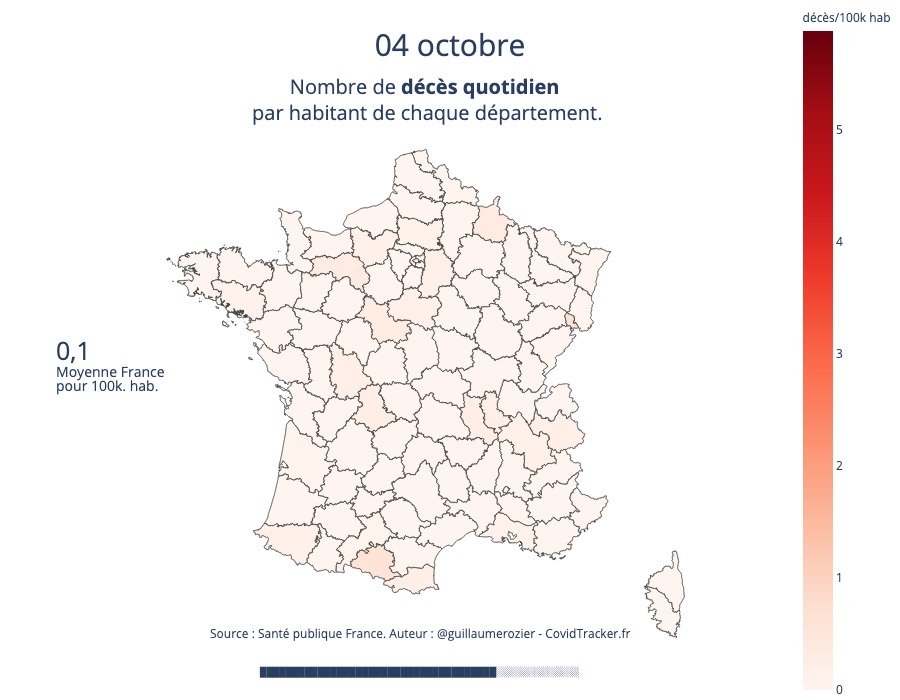 décès/100k hab
04 octobre
Nombre de décès quotidien
par habitant de chaque département.
5
4
3
2
1
0
0,1
Moyenne France
pour 100k. hab.
Source : Santé publique France. Auteur : @guillaumerozier - CovidTracker.fr